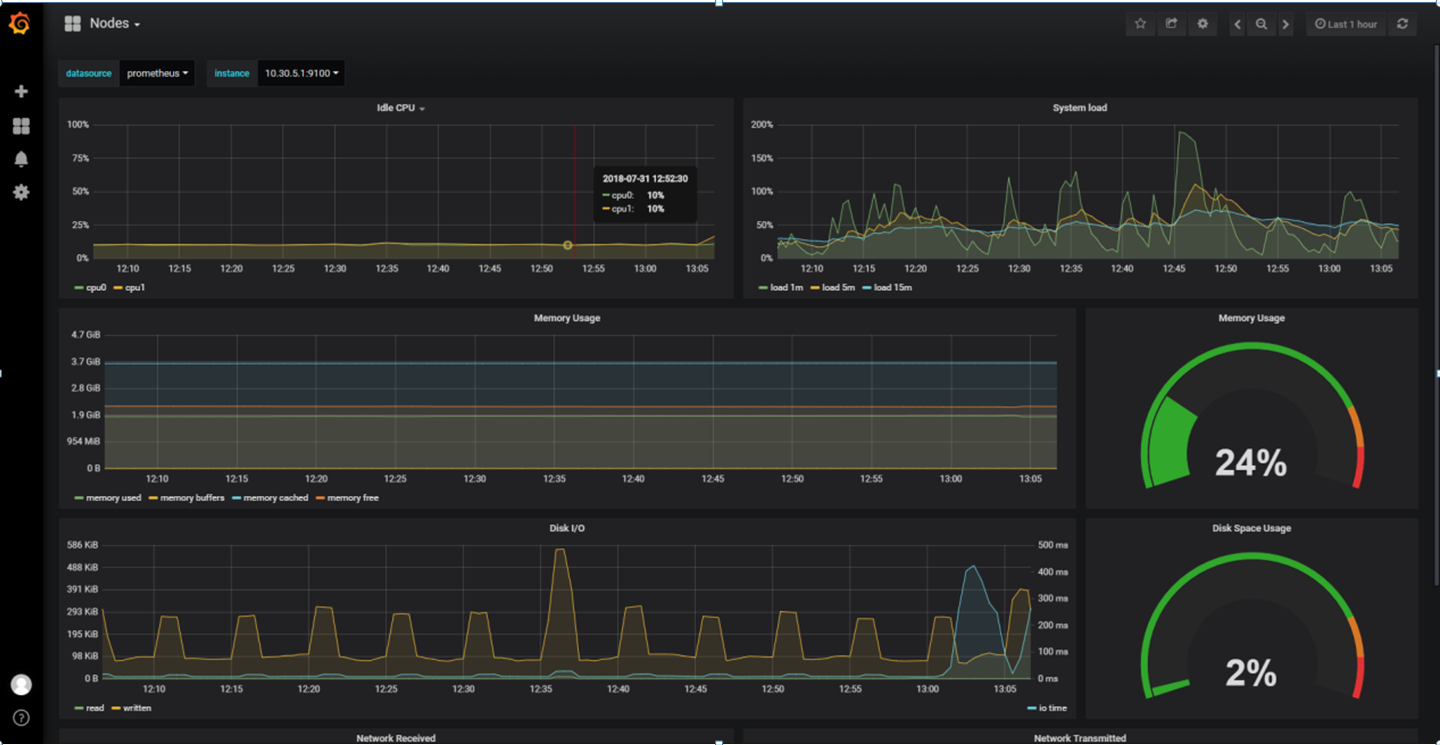 Nodes
Last 1 hour
datasource prometheus instance 10.30.5.1:9100
Idle CPU
100%
75%
50%
25%
0%
2018-07-31 12:52:30
cpu0: 10%
cpu1: 10%
12:10 12:15 12:20 12:25 12:30 12:35 12:40 12:45 12:50 12:55 13:00 13:05
cpu0 cpu1
System load
200%
150%
100%
50%
0%
12:10 12:15 12:20 12:25 12:30 12:35 12:40 12:45 12:50 12:55 13:00 13:05
load 1m load 5m load 15m
Memory Usage
4.7 GiB
3.7 GiB
2.8 GiB
1.9 GiB
954 MiB
0 B
12:10 12:15 12:20 12:25 12:30 12:35 12:40 12:45 12:50 12:55 13:00 13:05
memory used memory buffers memory cached memory free
Memory Usage
24%
Disk I/O
586 KiB
488 KiB
391 KiB
293 KiB
195 KiB
98 KiB
0 B
500 ms
400 ms
300 ms
200 ms
100 ms
0 ms
12:10 12:15 12:20 12:25 12:30 12:35 12:40 12:45 12:50 12:55 13:00 13:05
read written io time
Disk Space Usage
2%
Network Received
Network Transmitted